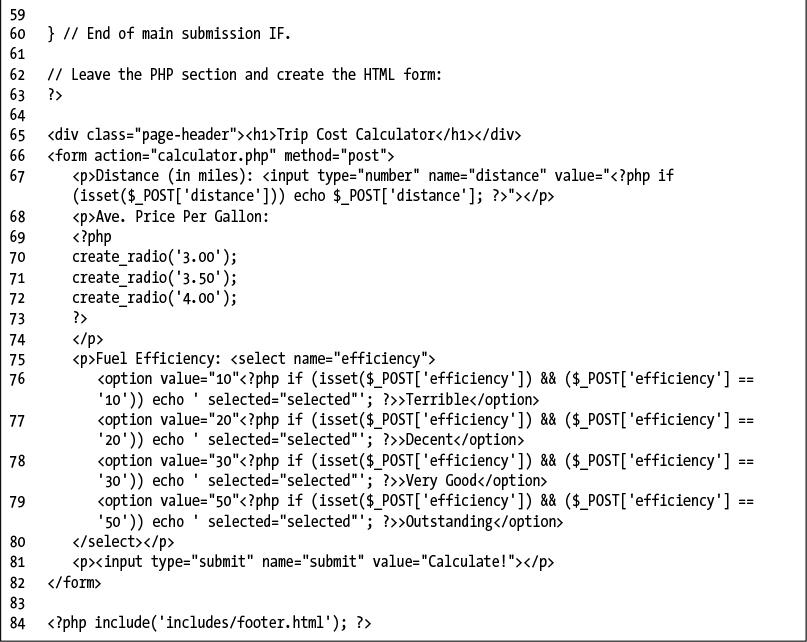 59
60 } // End of main submission IF.
61
62 // Leave the PHP section and create the HTML form:
63 ?>
64
65 <div class="page-header"><h1>Trip Cost Calculator</h1></div>
66 <form action="calculator.php" method="post">
67 <p>Distance (in miles): <input type="number" name="distance" value="<?php if
(isset($_POST['distance'])) echo $_POST['distance']; ?>"></p>
68 <p>Ave. Price Per Gallon:
69 <?php
70 create_radio('3.00');
71 create_radio('3.50');
72 create_radio('4.00');
73 ?>
74 </p>
75 <p>Fuel Efficiency: <select name="efficiency">
76 <option value="10"<?php if (isset($_POST['efficiency']) && ($_POST['efficiency'] ==
'10')) echo ' selected="selected"'; ?>>Terrible</option>
77 <option value="20"<?php if (isset($_POST['efficiency']) && ($_POST['efficiency'] ==
'20')) echo ' selected="selected"'; ?>>Decent</option>
78 <option value="30"<?php if (isset($_POST['efficiency']) && ($_POST['efficiency'] ==
'30')) echo ' selected="selected"'; ?>>Very Good</option>
79 <option value="50"<?php if (isset($_POST['efficiency']) && ($_POST['efficiency'] ==
'50')) echo ' selected="selected"'; ?>>Outstanding</option>
80 </select></p>
81 <p><input type="submit" name="submit" value="Calculate!"></p>
82 </form>
83
84 <?php include('includes/footer.html'); ?>